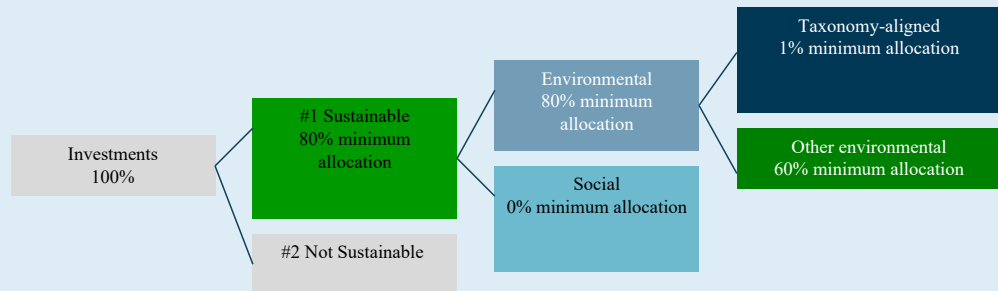 Investments
100%
#1 Sustainable
80% minimum
allocation
#2 Not Sustainable
Environmental
80% minimum
allocation
Social
0% minimum allocation
Taxonomy-aligned
1% minimum allocation
Other environmental
60% minimum allocation